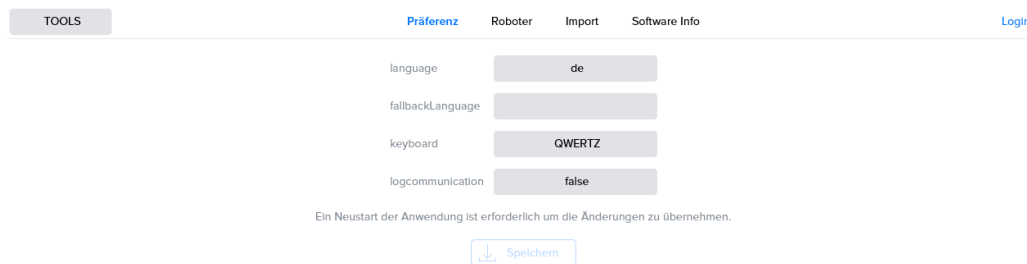 TOOLS Präferenz Roboter Import Software Info Login
language de
fallbackLanguage
keyboard QWERTZ
logcommunication false
Ein Neustart der Anwendung ist erforderlich um die Änderungen zu übernehmen.
Speichern